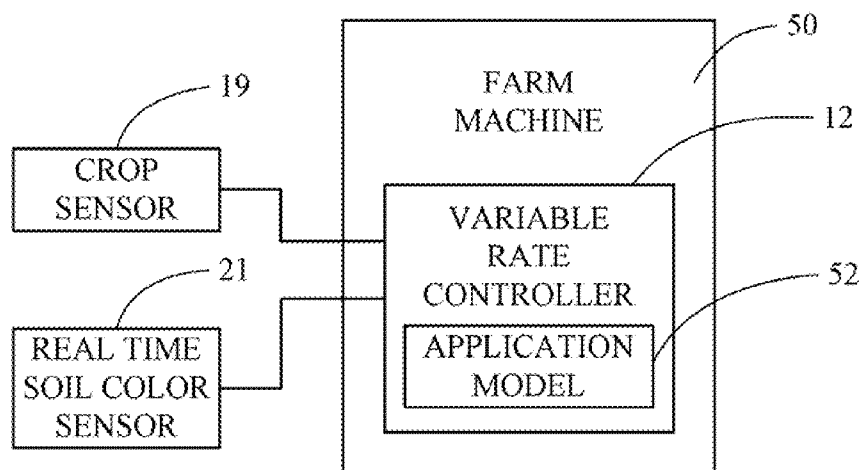 50
FARM
MACHINE
19
12
CROP
SENSOR
VARIABLE
RATE
CONTROLLER
21
52
REAL TIME
SOIL COLOR
SENSOR
APPLICATION
MODEL